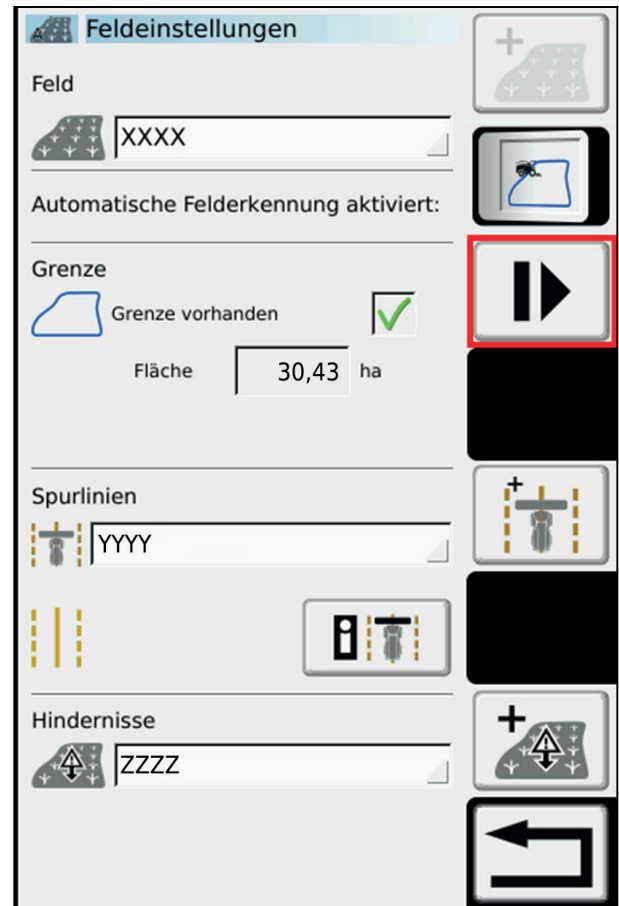 Feldeinstellungen
Feld
XXXX
Automatische Felderkennung aktiviert:
Grenze
Grenze vorhanden
Fläche 30,43 ha
Spurlinien
YYYY
Hindernisse
ZZZZ